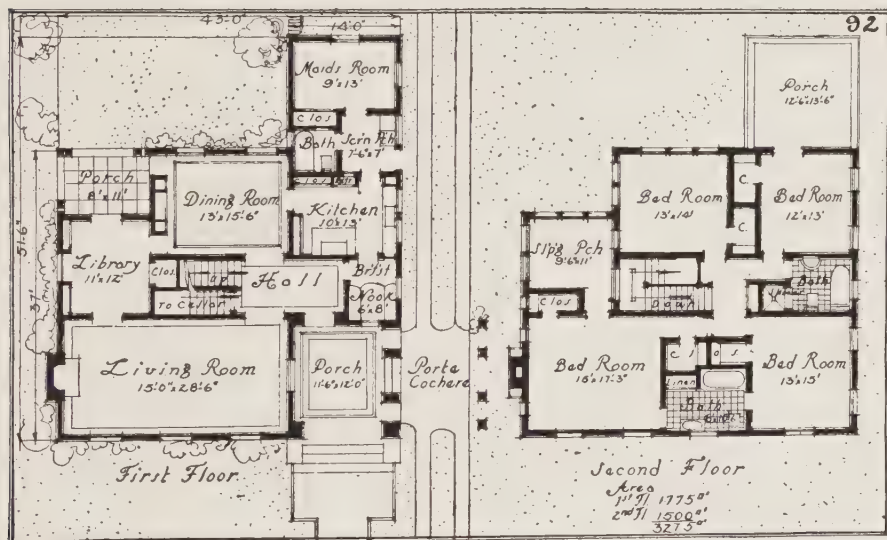 92
43'-0"
14'0"
Maids Room
9'x13'
Clos
Bath
Scrn Pch
7'-6"x7'
Porch
8'x11'
Dining Room
13'x15'-6"
Clos
Kitchen
10'x13'
51'-6"
37'
Library
11'x12'
Clos
Up
To Cellar
Hall
Brfst
Nook
6'x8'
Living Room
15'0"x28'-6"
Porch
11'-6"x12'-0"
Porte
Cochere
First Floor
Porch
12'-6"x13'-6"
Bed Room
13'x14'
C.
C.
Bed Room
12'x13'
Slp'g Pch
9'-6"x11'
Clos
Down
Bath
Bed Room
15'x17'-3"
Linen
Bath
Bed Room
13'x15'
Second Floor
Area
1st Fl 1775 □'
2nd Fl 1500 □'
3275 □'